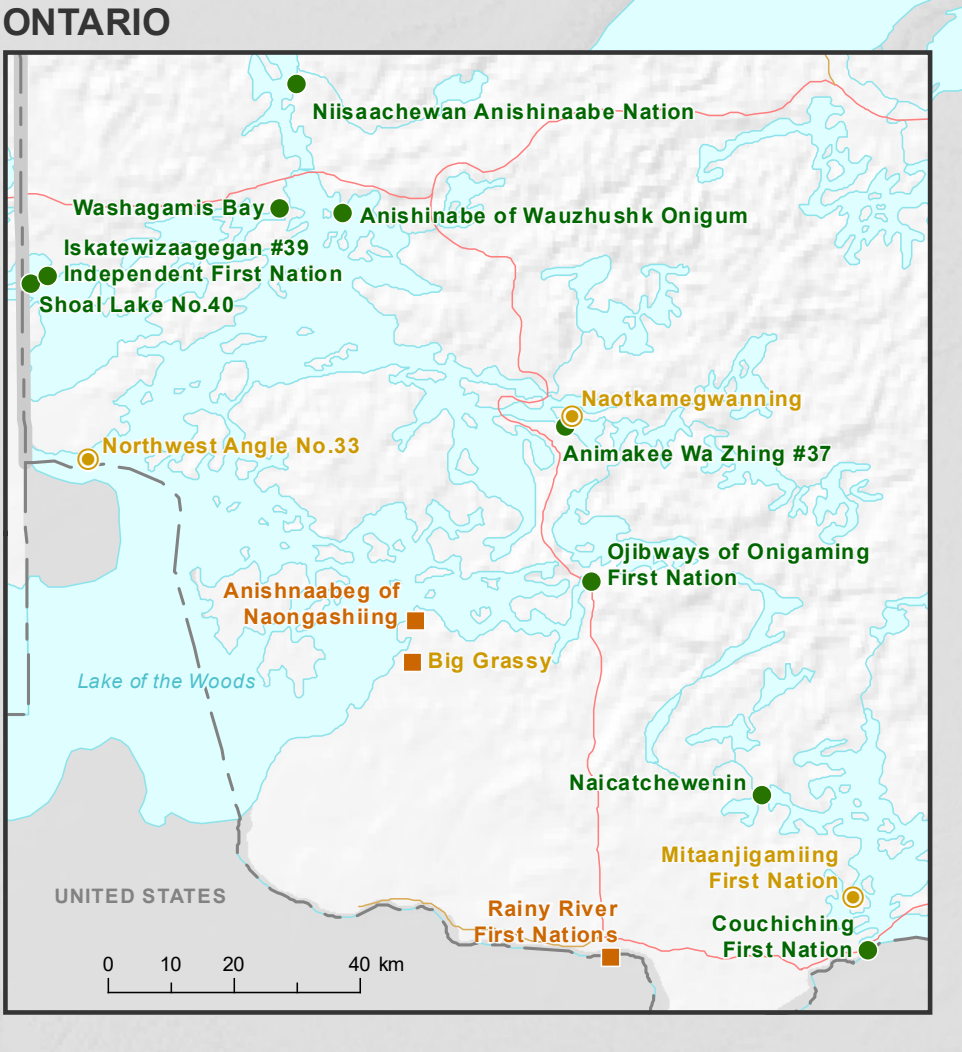 ONTARIO
Niisaachewan Anishinaabe Nation
Washagamis Bay
Anishinabe of Wauzhushk Onigum
Iskatewizaagegan #39
Independent First Nation
Shoal Lake No.40
Naotkamegwanning
Northwest Angle No.33
Animakee Wa Zhing #37
Ojibways of Onigaming
First Nation
Anishnaabeg of
Naongashiing
Big Grassy
Lake of the Woods
Naicatchewenin
Mitaanjigamiing
First Nation
UNITED STATES
Rainy River
First Nations
Couchiching
First Nation
0 10 20 40 km